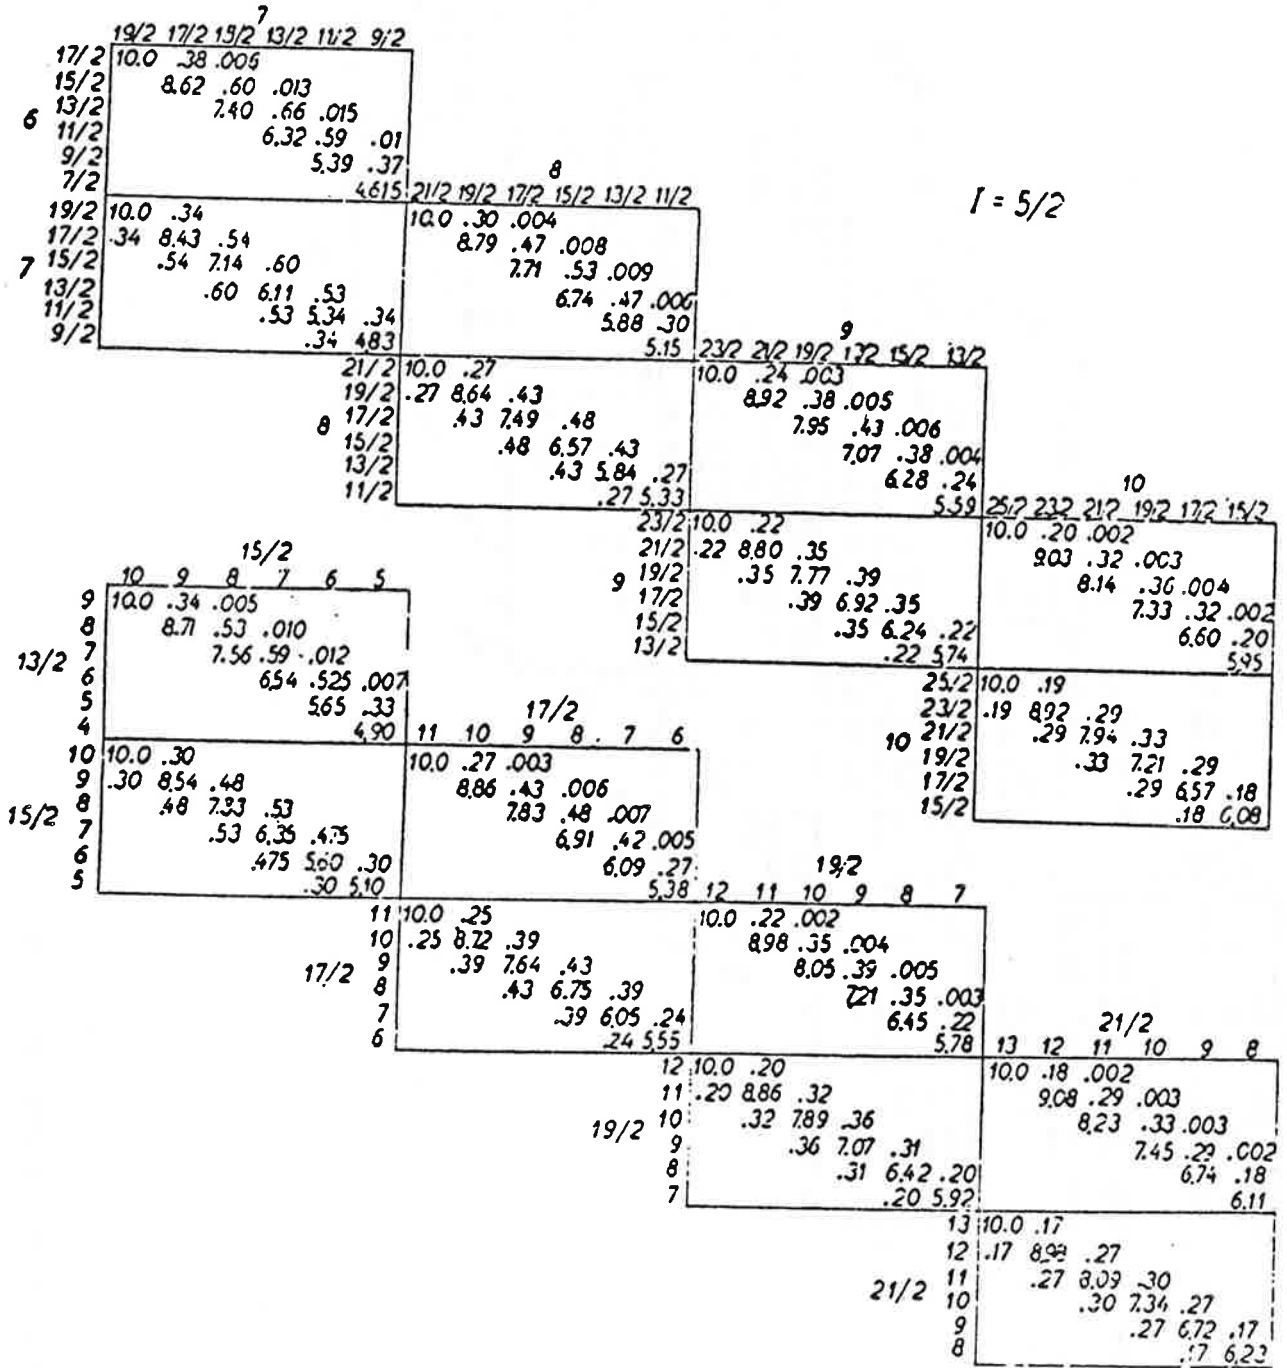 7
19/2 17/2 15/2 13/2 11/2 9/2
17/2 10.0 .38 .005
15/2 8.62 .60 .013
6 13/2 7.40 .66 .015
11/2 6.32 .59 .01
9/2 5.39 .37
7/2 4.615
8
21/2 19/2 17/2 15/2 13/2 11/2
I = 5/2
19/2 10.0 .34 10.0 .30 .004
17/2 .34 8.43 .54 8.79 .47 .008
7 15/2 .54 7.14 .60 7.71 .53 .009
13/2 .60 6.11 .53 6.74 .47 .006
11/2 .53 5.34 .34 5.88 .30
9/2 .34 4.83 5.15
9
23/2 21/2 19/2 17/2 15/2 13/2
21/2 10.0 .27 10.0 .24 .003
19/2 .27 8.64 .43 8.92 .38 .005
8 17/2 .43 7.49 .48 7.95 .43 .006
15/2 .48 6.57 .43 7.07 .38 .004
13/2 .43 5.84 .27 6.28 .24
11/2 .27 5.33 5.59
10
25/2 23/2 21/2 19/2 17/2 15/2
23/2 10.0 .22 10.0 .20 .002
21/2 .22 8.80 .35 9.03 .32 .003
9 19/2 .35 7.77 .39 8.14 .36 .004
17/2 .39 6.92 .35 7.33 .32 .002
15/2 .35 6.24 .22 6.60 .20
13/2 .22 5.74 5.95
25/2 10.0 .19
23/2 .19 8.92 .29
10 21/2 .29 7.94 .33
19/2 .33 7.21 .29
17/2 .29 6.57 .18
15/2 .18 6.08
15/2
10 9 8 7 6 5
9 10.0 .34 .005
8 8.71 .53 .010
13/2 7 7.56 .59 .012
6 6.54 .525 .007
5 5.65 .33
4 4.90
17/2
11 10 9 8 7 6
10 10.0 .30 10.0 .27 .003
9 .30 8.54 .48 8.86 .43 .006
15/2 8 .48 7.33 .53 7.83 .48 .007
7 .53 6.35 .475 6.91 .42 .005
6 .475 5.60 .30 6.09 .27
5 .30 5.10 5.38
19/2
12 11 10 9 8 7
11 10.0 .25 10.0 .22 .002
10 .25 8.72 .39 8.98 .35 .004
17/2 9 .39 7.64 .43 8.05 .39 .005
8 .43 6.75 .39 7.21 .35 .003
7 .39 6.05 .24 6.45 .22
6 .24 5.55 5.78
21/2
13 12 11 10 9 8
12 10.0 .20 10.0 .18 .002
11 .20 8.86 .32 9.08 .29 .003
19/2 10 .32 7.89 .36 8.23 .33 .003
9 .36 7.07 .31 7.45 .29 .002
8 .31 6.42 .20 6.74 .18
7 .20 5.92 6.11
13 10.0 .17
12 .17 8.98 .27
21/2 11 .27 8.09 .30
10 .30 7.34 .27
9 .27 6.72 .17
8 .17 6.23